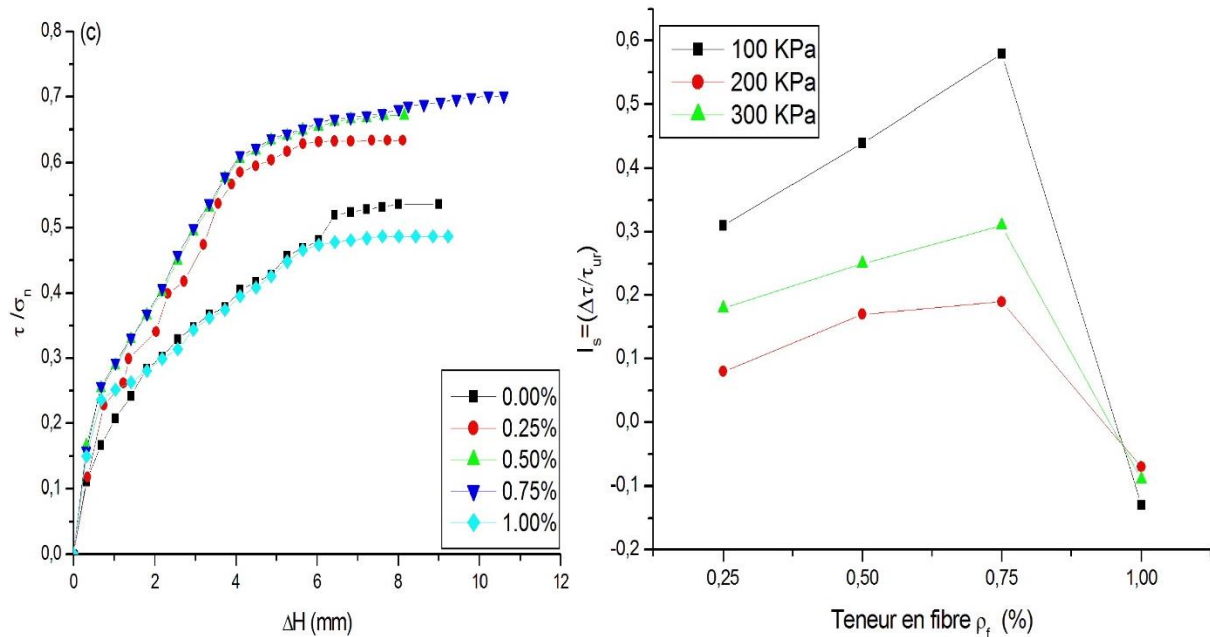 (c)
0,8
0,7
0,6
0,5
0,4
0,3
0,2
0,1
0,0
τ /σn
0 2 4 6 8 10 12
ΔH (mm)
0.00%
0.25%
0.50%
0.75%
1.00%
100 KPa
200 KPa
300 KPa
0,6
0,5
0,4
0,3
0,2
0,1
0,0
-0,1
-0,2
Is=(Δτ/τur)
0,25 0,50 0,75 1,00
Teneur en fibre ρf (%)